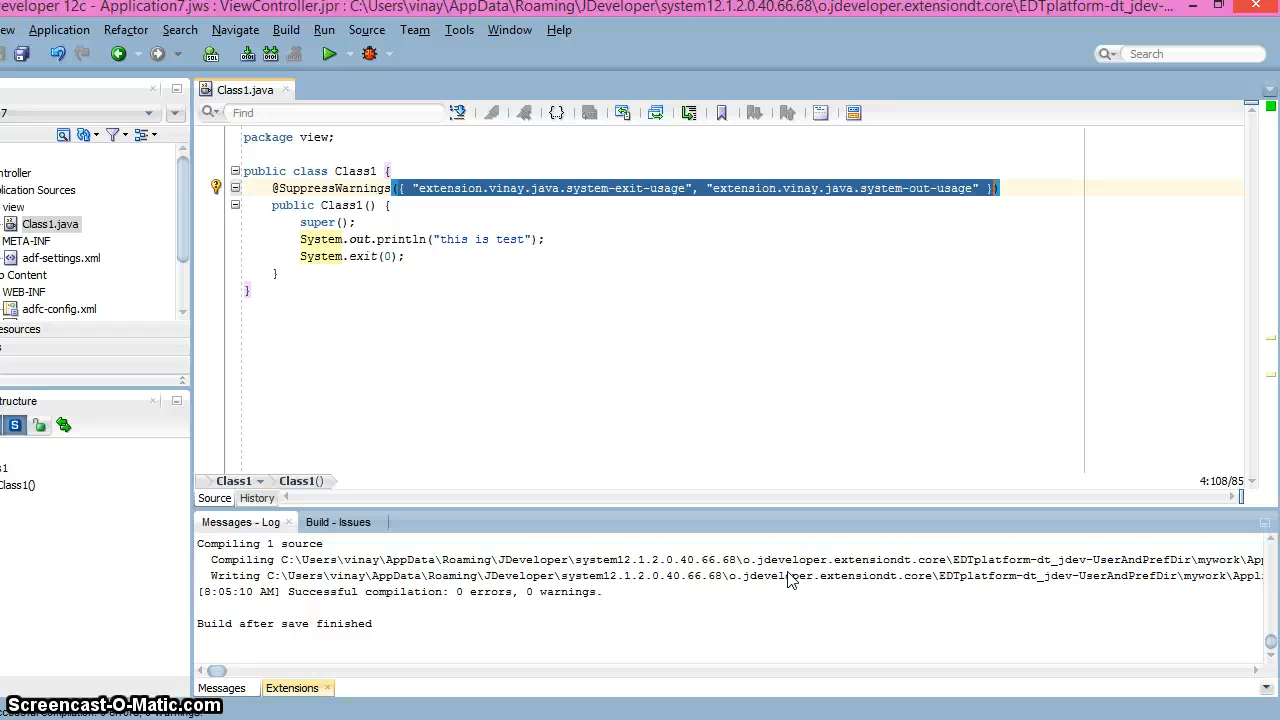 developer 12c - Application7.jws : ViewController.jpr : C:\Users\vinay\AppData\Roaming\JDeveloper\system12.1.2.0.40.66.68\o.jdeveloper.extensiondt.core\EDTplatform-dt_jdev-...
ew Application Refactor Search Navigate Build Run Source Team Tools Window Help
Search
Class1.java
7
Find
package view;
public class Class1 {
@SuppressWarnings({ "extension.vinay.java.system-exit-usage", "extension.vinay.java.system-out-usage" })
public Class1() {
super();
System.out.println("this is test");
System.exit(0);
}
}
ontroller
plication Sources
view
Class1.java
META-INF
adf-settings.xml
b Content
WEB-INF
adfc-config.xml
esources
s
tructure
S
s1
Class1()
Class1 Class1()
4:108/85
Source History
Messages - Log Build - Issues
Compiling 1 source
Compiling C:\Users\vinay\AppData\Roaming\JDeveloper\system12.1.2.0.40.66.68\o.jdeveloper.extensiondt.core\EDTplatform-dt_jdev-UserAndPrefDir\mywork\App
Writing C:\Users\vinay\AppData\Roaming\JDeveloper\system12.1.2.0.40.66.68\o.jdeveloper.extensiondt.core\EDTplatform-dt_jdev-UserAndPrefDir\mywork\Appli
[8:05:10 AM] Successful compilation: 0 errors, 0 warnings.
Build after save finished
Messages Extensions
Screencast-O-Matic.com